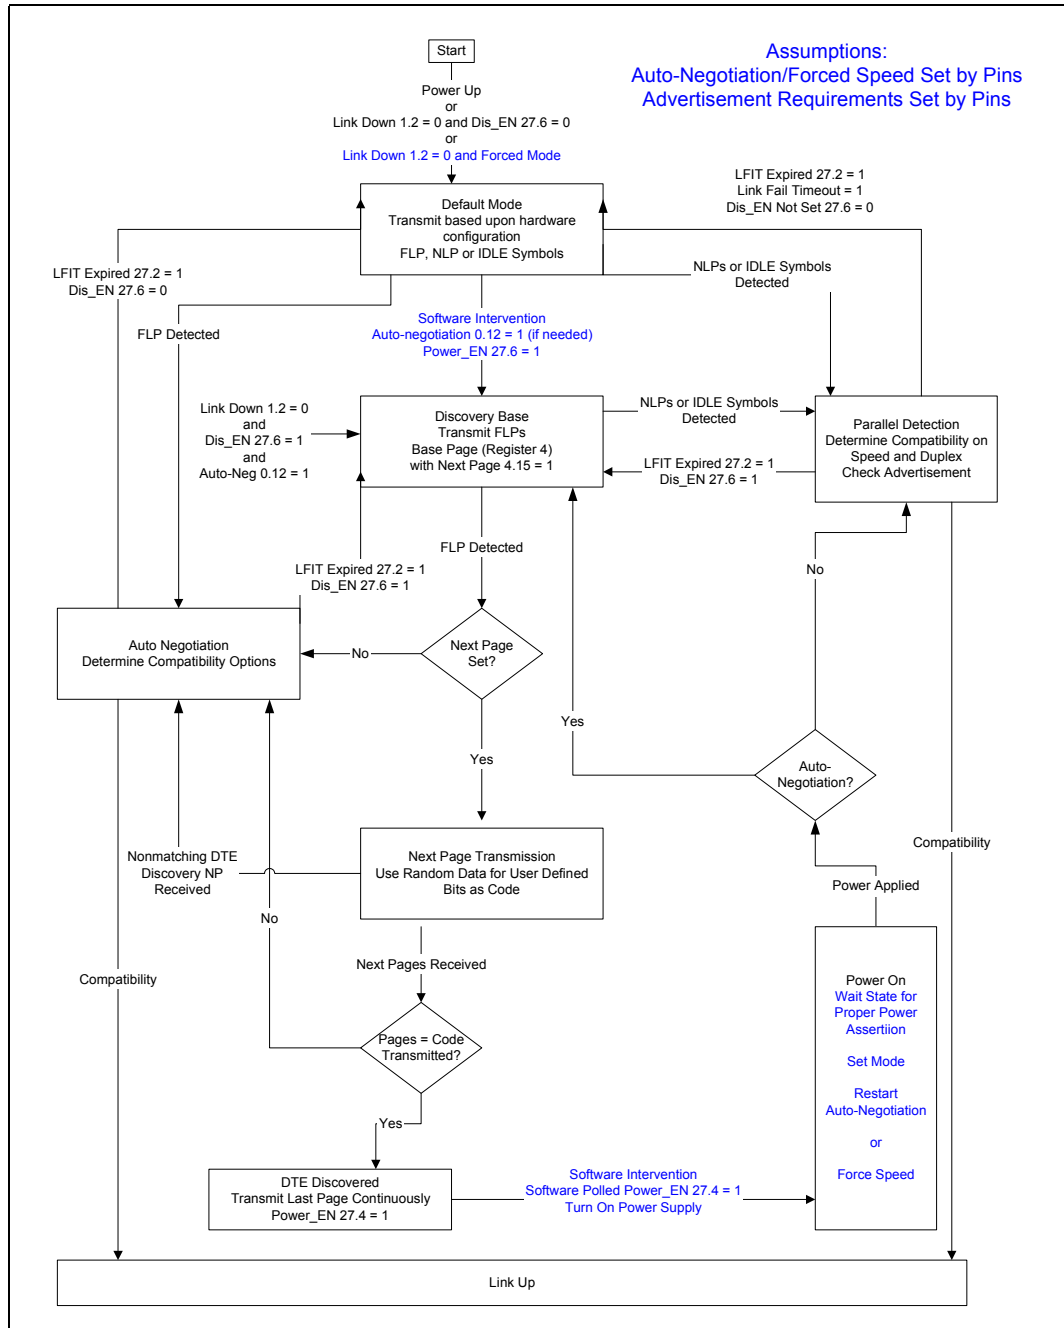 Start
Assumptions:
Auto-Negotiation/Forced Speed Set by Pins
Advertisement Requirements Set by Pins
Power Up
or
Link Down 1.2 = 0 and Dis_EN 27.6 = 0
or
Link Down 1.2 = 0 and Forced Mode
LFIT Expired 27.2 = 1
Link Fail Timeout = 1
Dis_EN Not Set 27.6 = 0
Default Mode
Transmit based upon hardware
configuration
FLP, NLP or IDLE Symbols
LFIT Expired 27.2 = 1
Dis_EN 27.6 = 0
NLPs or IDLE Symbols
Detected
FLP Detected
Software Intervention
Auto-negotiation 0.12 = 1 (if needed)
Power_EN 27.6 = 1
Link Down 1.2 = 0
and
Dis_EN 27.6 = 1
and
Auto-Neg 0.12 = 1
Discovery Base
Transmit FLPs
Base Page (Register 4)
with Next Page 4.15 = 1
NLPs or IDLE Symbols
Detected
LFIT Expired 27.2 = 1
Dis_EN 27.6 = 1
Parallel Detection
Determine Compatibility on
Speed and Duplex
Check Advertisement
FLP Detected
LFIT Expired 27.2 = 1
Dis_EN 27.6 = 1
No
Auto Negotiation
Determine Compatibility Options
No
Next Page
Set?
Yes
Yes
Auto-
Negotiation?
Nonmatching DTE
Discovery NP
Received
Next Page Transmission
Use Random Data for User Defined
Bits as Code
Compatibility
Power Applied
No
Next Pages Received
Compatibility
Pages = Code
Transmitted?
Power On
Wait State for
Proper Power
Assertiion
Set Mode
Restart
Auto-Negotiation
or
Force Speed
Yes
DTE Discovered
Transmit Last Page Continuously
Power_EN 27.4 = 1
Software Intervention
Software Polled Power_EN 27.4 = 1
Turn On Power Supply
Link Up